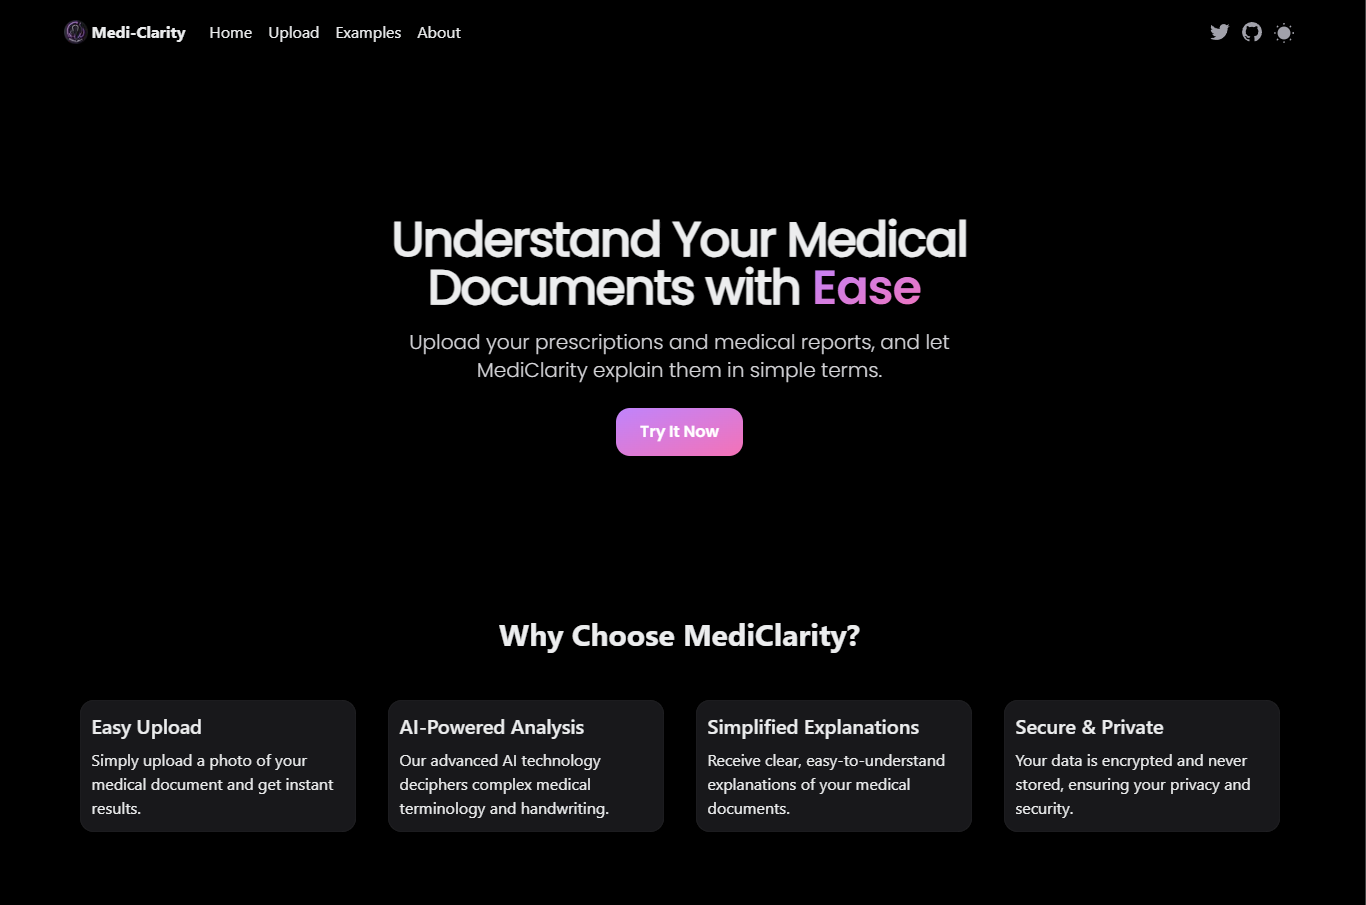 Medi-Clarity Home Upload Examples About
Understand Your Medical
Documents with Ease
Upload your prescriptions and medical reports, and let
MediClarity explain them in simple terms.
Try It Now
Why Choose MediClarity?
Easy Upload
Simply upload a photo of your
medical document and get instant
results.
AI-Powered Analysis
Our advanced AI technology
deciphers complex medical
terminology and handwriting.
Simplified Explanations
Receive clear, easy-to-understand
explanations of your medical
documents.
Secure & Private
Your data is encrypted and never
stored, ensuring your privacy and
security.